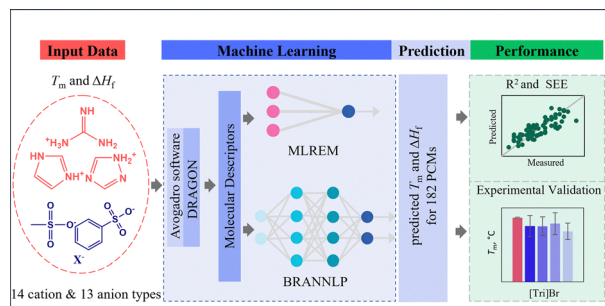 Input Data
Machine Learning
Prediction
Performance
Tm and ΔHf
NH
+H3N
NH2
N
NH+
NH2+
N
N
O
S
O-
O
O
S
O-
O
X-
14 cation & 13 anion types
Avogadro software
DRAGON
Molecular Descriptors
MLREM
BRANNLP
predicted Tm and ΔHf
for 182 PCMs
R2 and SEE
Predicted
Measured
Experimental Validation
Tm, °C
[Tri]Br